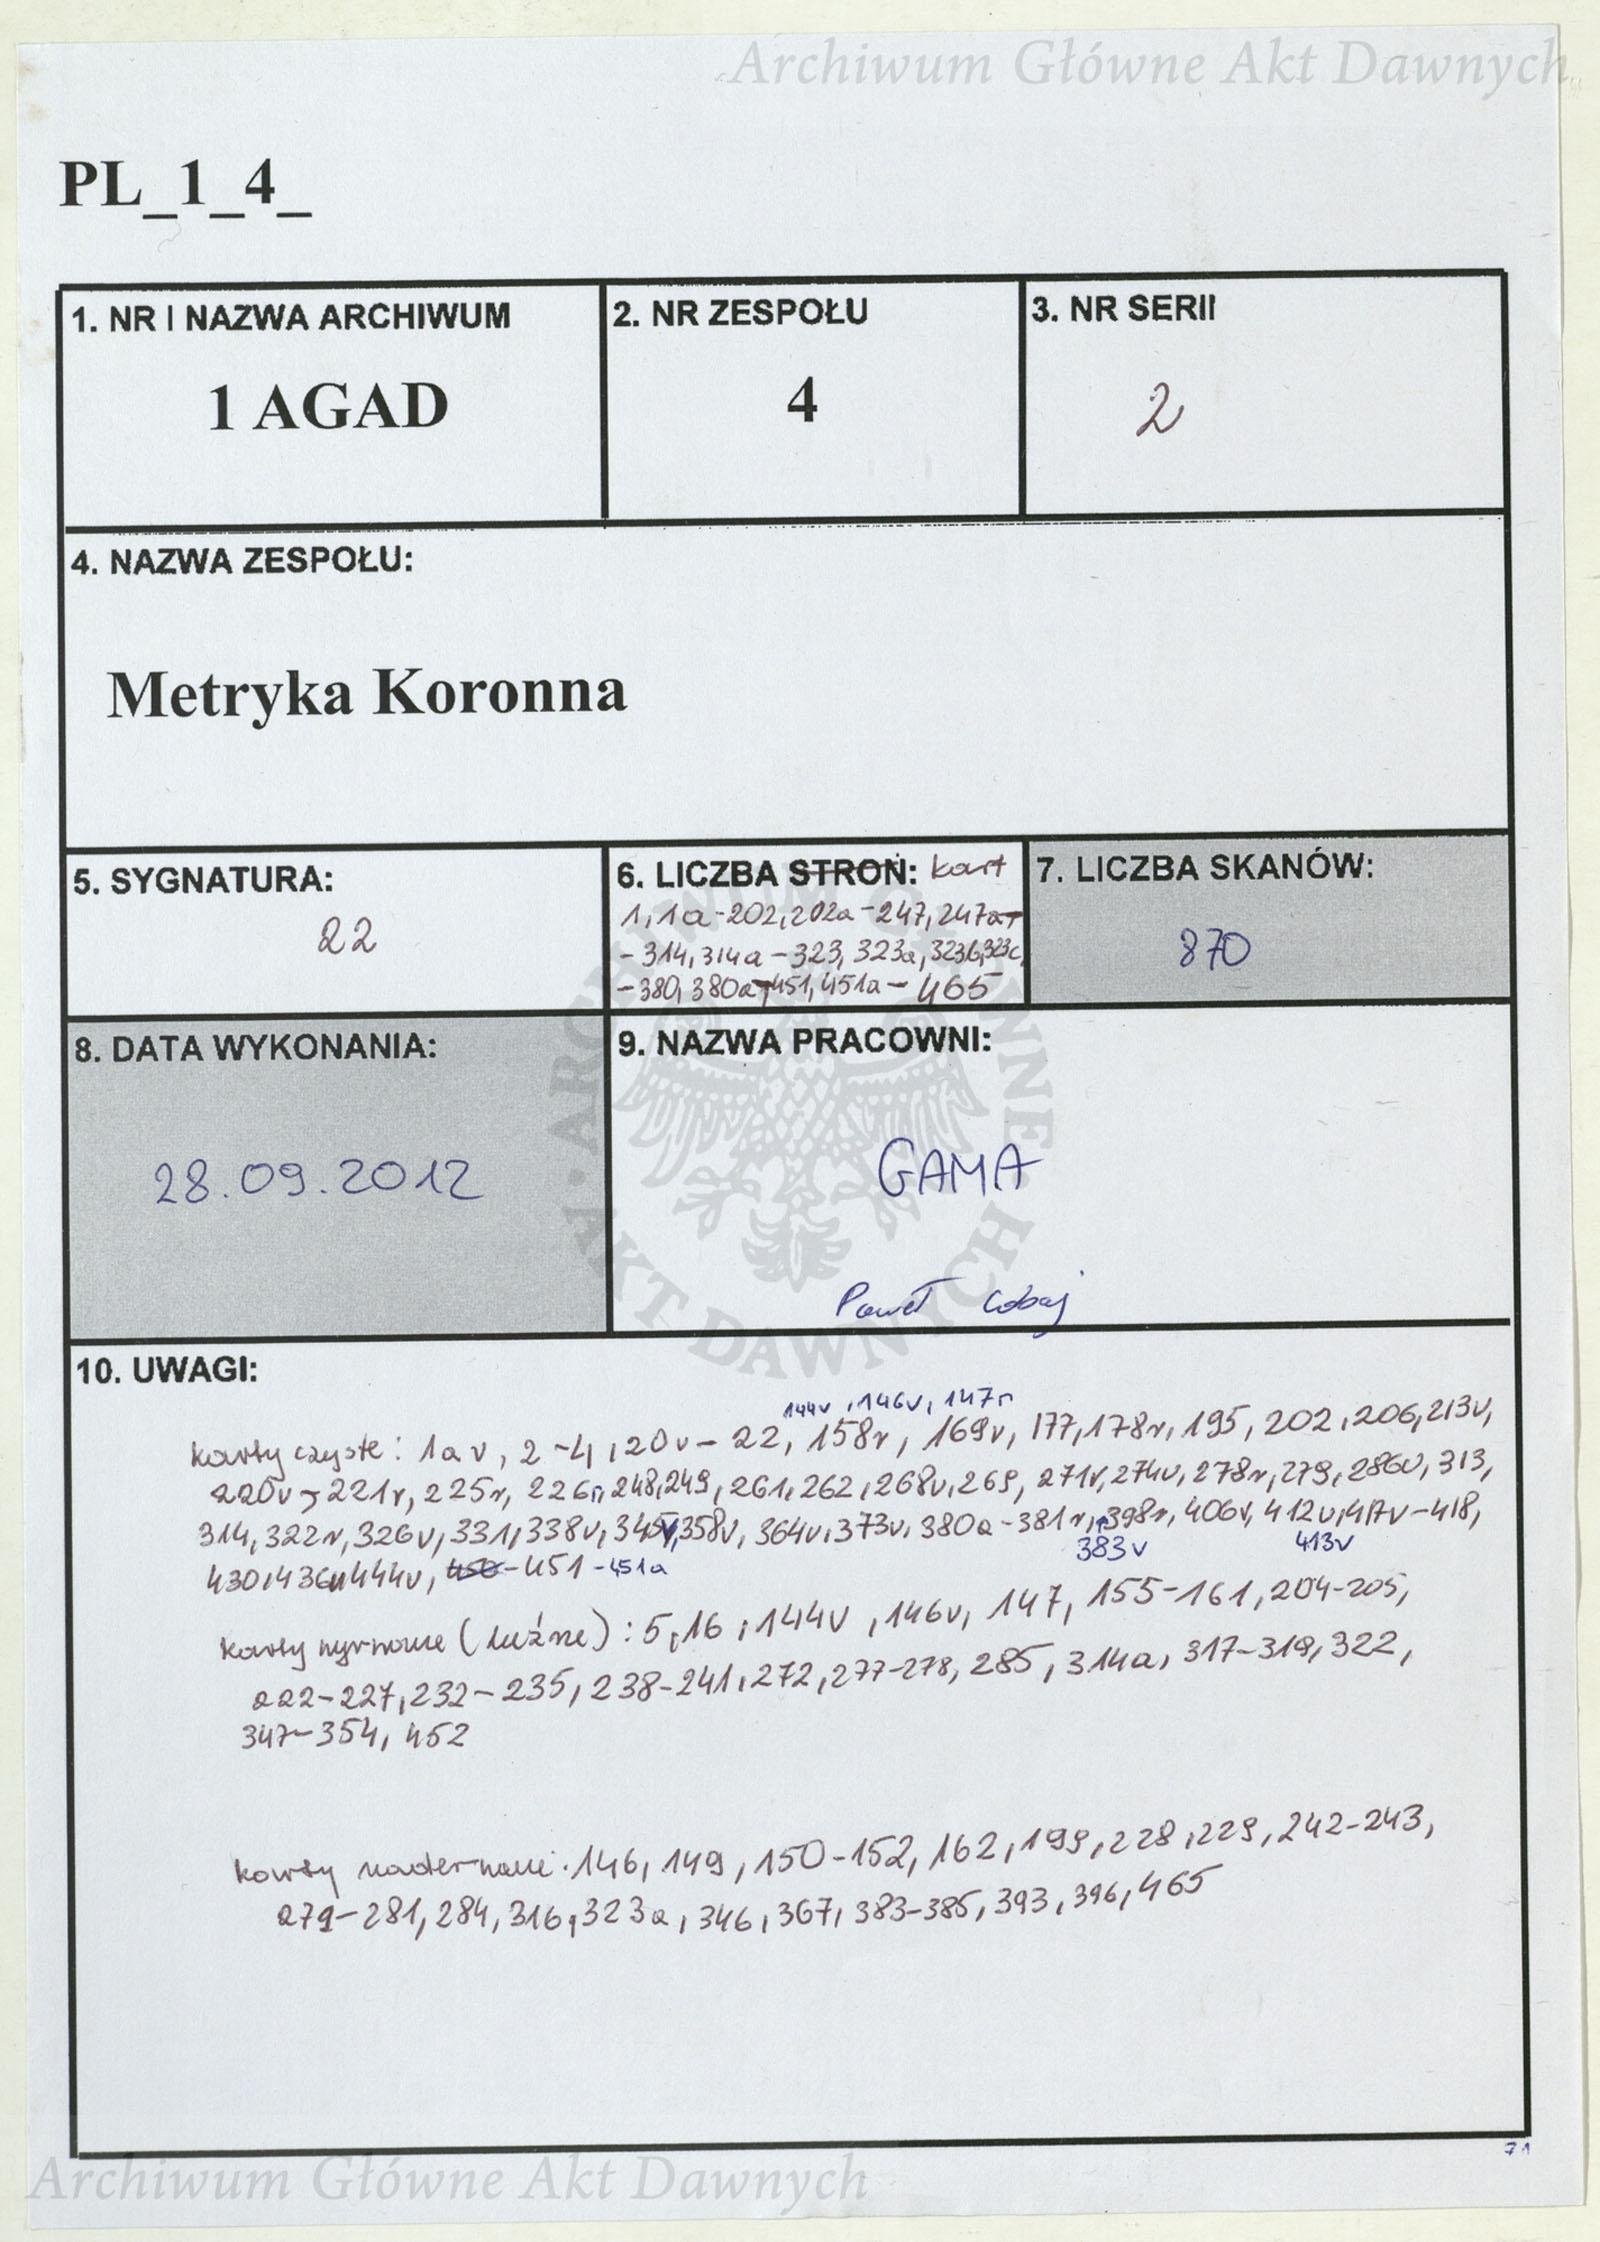 Archiwum Główne Akt Dawnych
PL_1_4_
1. NR I NAZWA ARCHIWUM
1 AGAD
2. NR ZESPOŁU
4
3. NR SERII
2
4. NAZWA ZESPOŁU:
Metryka Koronna
5. SYGNATURA:
22
6. LICZBA STRON: kart
1, 1a-202, 202a-247, 247a-
-314, 314a-323, 323a, 323b, 323c,
-380, 380a-451, 451a-465
7. LICZBA SKANÓW:
870
8. DATA WYKONANIA:
28.09.2012
9. NAZWA PRACOWNI:
GAMA
Paweł
10. UWAGI:
144v, 146v, 147r
karty czyste: 1av, 2-4, 20v-22, 158r, 169v, 177, 178r, 195, 202, 206, 213v,
220v-221r, 225r, 226r, 248, 249, 261, 262, 268v, 269, 271v, 274v, 278r, 279, 286v, 313,
314, 322r, 326v, 331, 338v, 345v, 358v, 364v, 373v, 380a-381r, 398r, 406v, 412v, 417v-418,
383v 413v
430, 436v, 444v, 450-451-451a
karty wyrwane (luźne): 5, 16, 144v, 146v, 147, 155-161, 204-205,
222-227, 232-235, 238-241, 272, 277-278, 285, 314a, 317-319, 322,
347-354, 452
karty naderwane: 146, 149, 150-152, 162, 199, 228, 229, 242-243,
279-281, 284, 316, 323a, 346, 367, 383-385, 393, 396, 465
71
Archiwum Główne Akt Dawnych